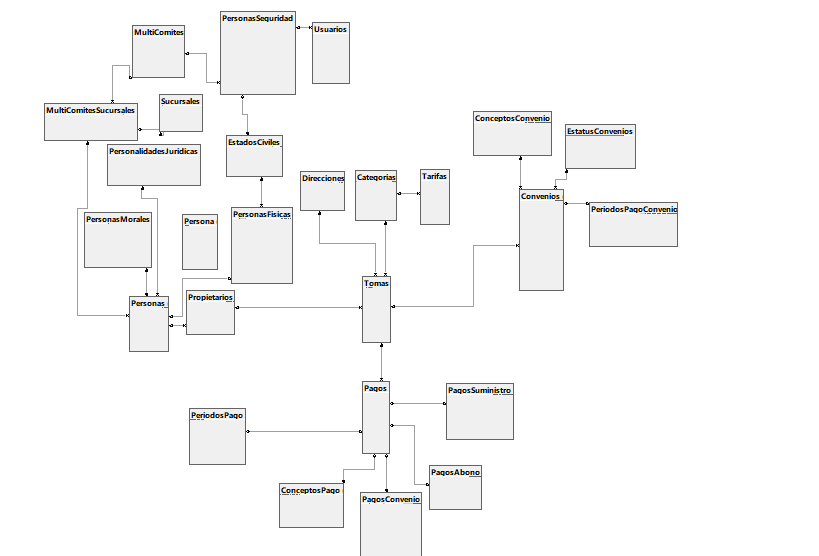 PersonasSeguridad
MultiComites
Usuarios
MultiComitesSucursales
Sucursales
ConceptosConvenio
EstatusConvenios
EstadosCiviles
PersonalidadesJuridicas
Direcciones
Categorias
Tarifas
Convenios
PeriodosPagoConvenio
PersonasMorales
Persona
PersonasFisicas
Tomas
Personas
Propietarios
Pagos
PagosSuministro
PeriodosPago
PagosAbono
ConceptosPago
PagosConvenio